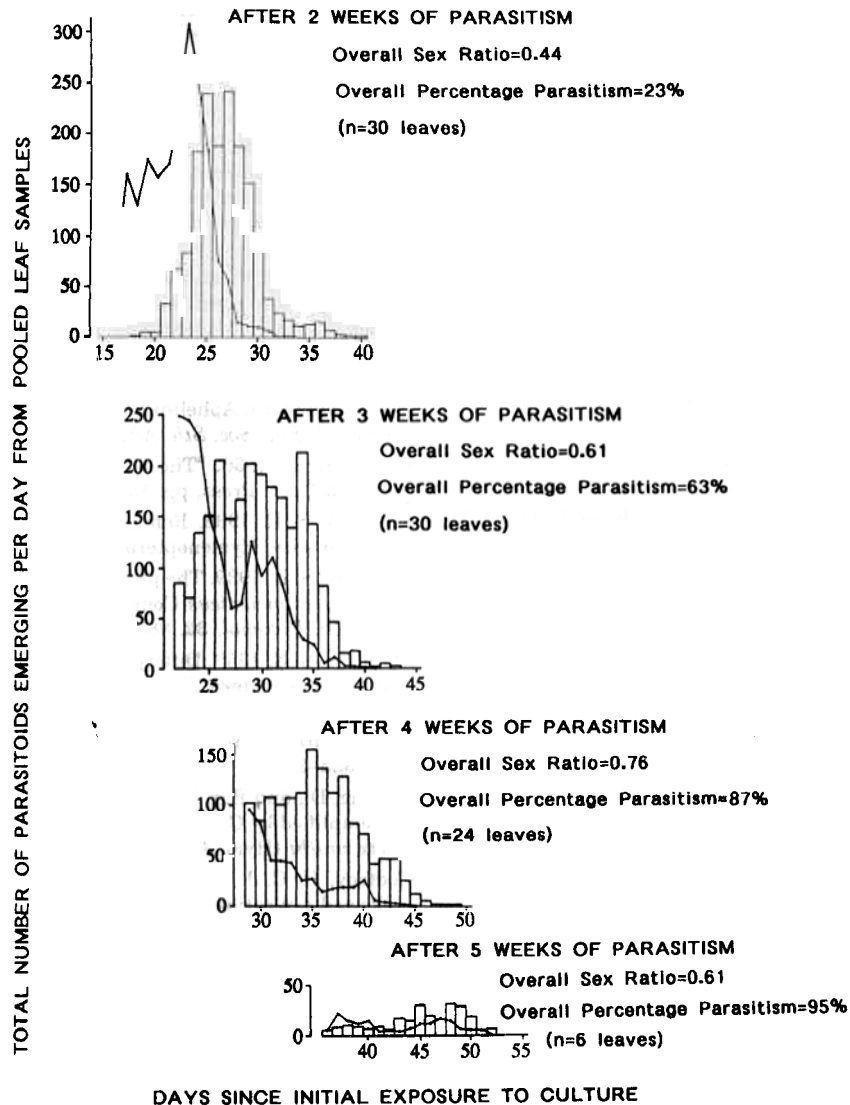 TOTAL NUMBER OF PARASITOIDS EMERGING PER DAY FROM POOLED LEAF SAMPLES
AFTER 2 WEEKS OF PARASITISM
Overall Sex Ratio=0.44
Overall Percentage Parasitism=23%
(n=30 leaves)
300
250
200
150
100
50
0
15 20 25 30 35 40
AFTER 3 WEEKS OF PARASITISM
Overall Sex Ratio=0.61
Overall Percentage Parasitism=63%
(n=30 leaves)
250
200
150
100
50
0
25 30 35 40 45
AFTER 4 WEEKS OF PARASITISM
Overall Sex Ratio=0.76
Overall Percentage Parasitism=87%
(n=24 leaves)
150
100
50
0
30 35 40 45 50
AFTER 5 WEEKS OF PARASITISM
Overall Sex Ratio=0.61
Overall Percentage Parasitism=95%
(n=6 leaves)
50
0
40 45 50 55
DAYS SINCE INITIAL EXPOSURE TO CULTURE